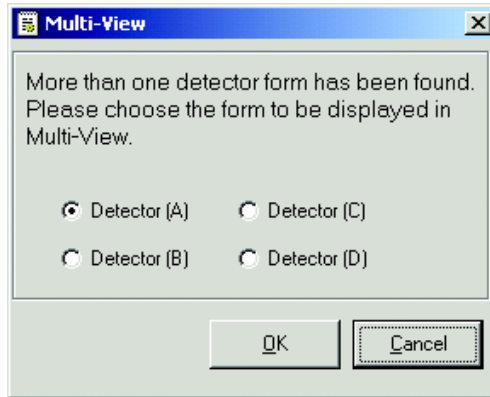 Multi-View
More than one detector form has been found.
Please choose the form to be displayed in
Multi-View.
Detector (A) Detector (C)
Detector (B) Detector (D)
OK Cancel